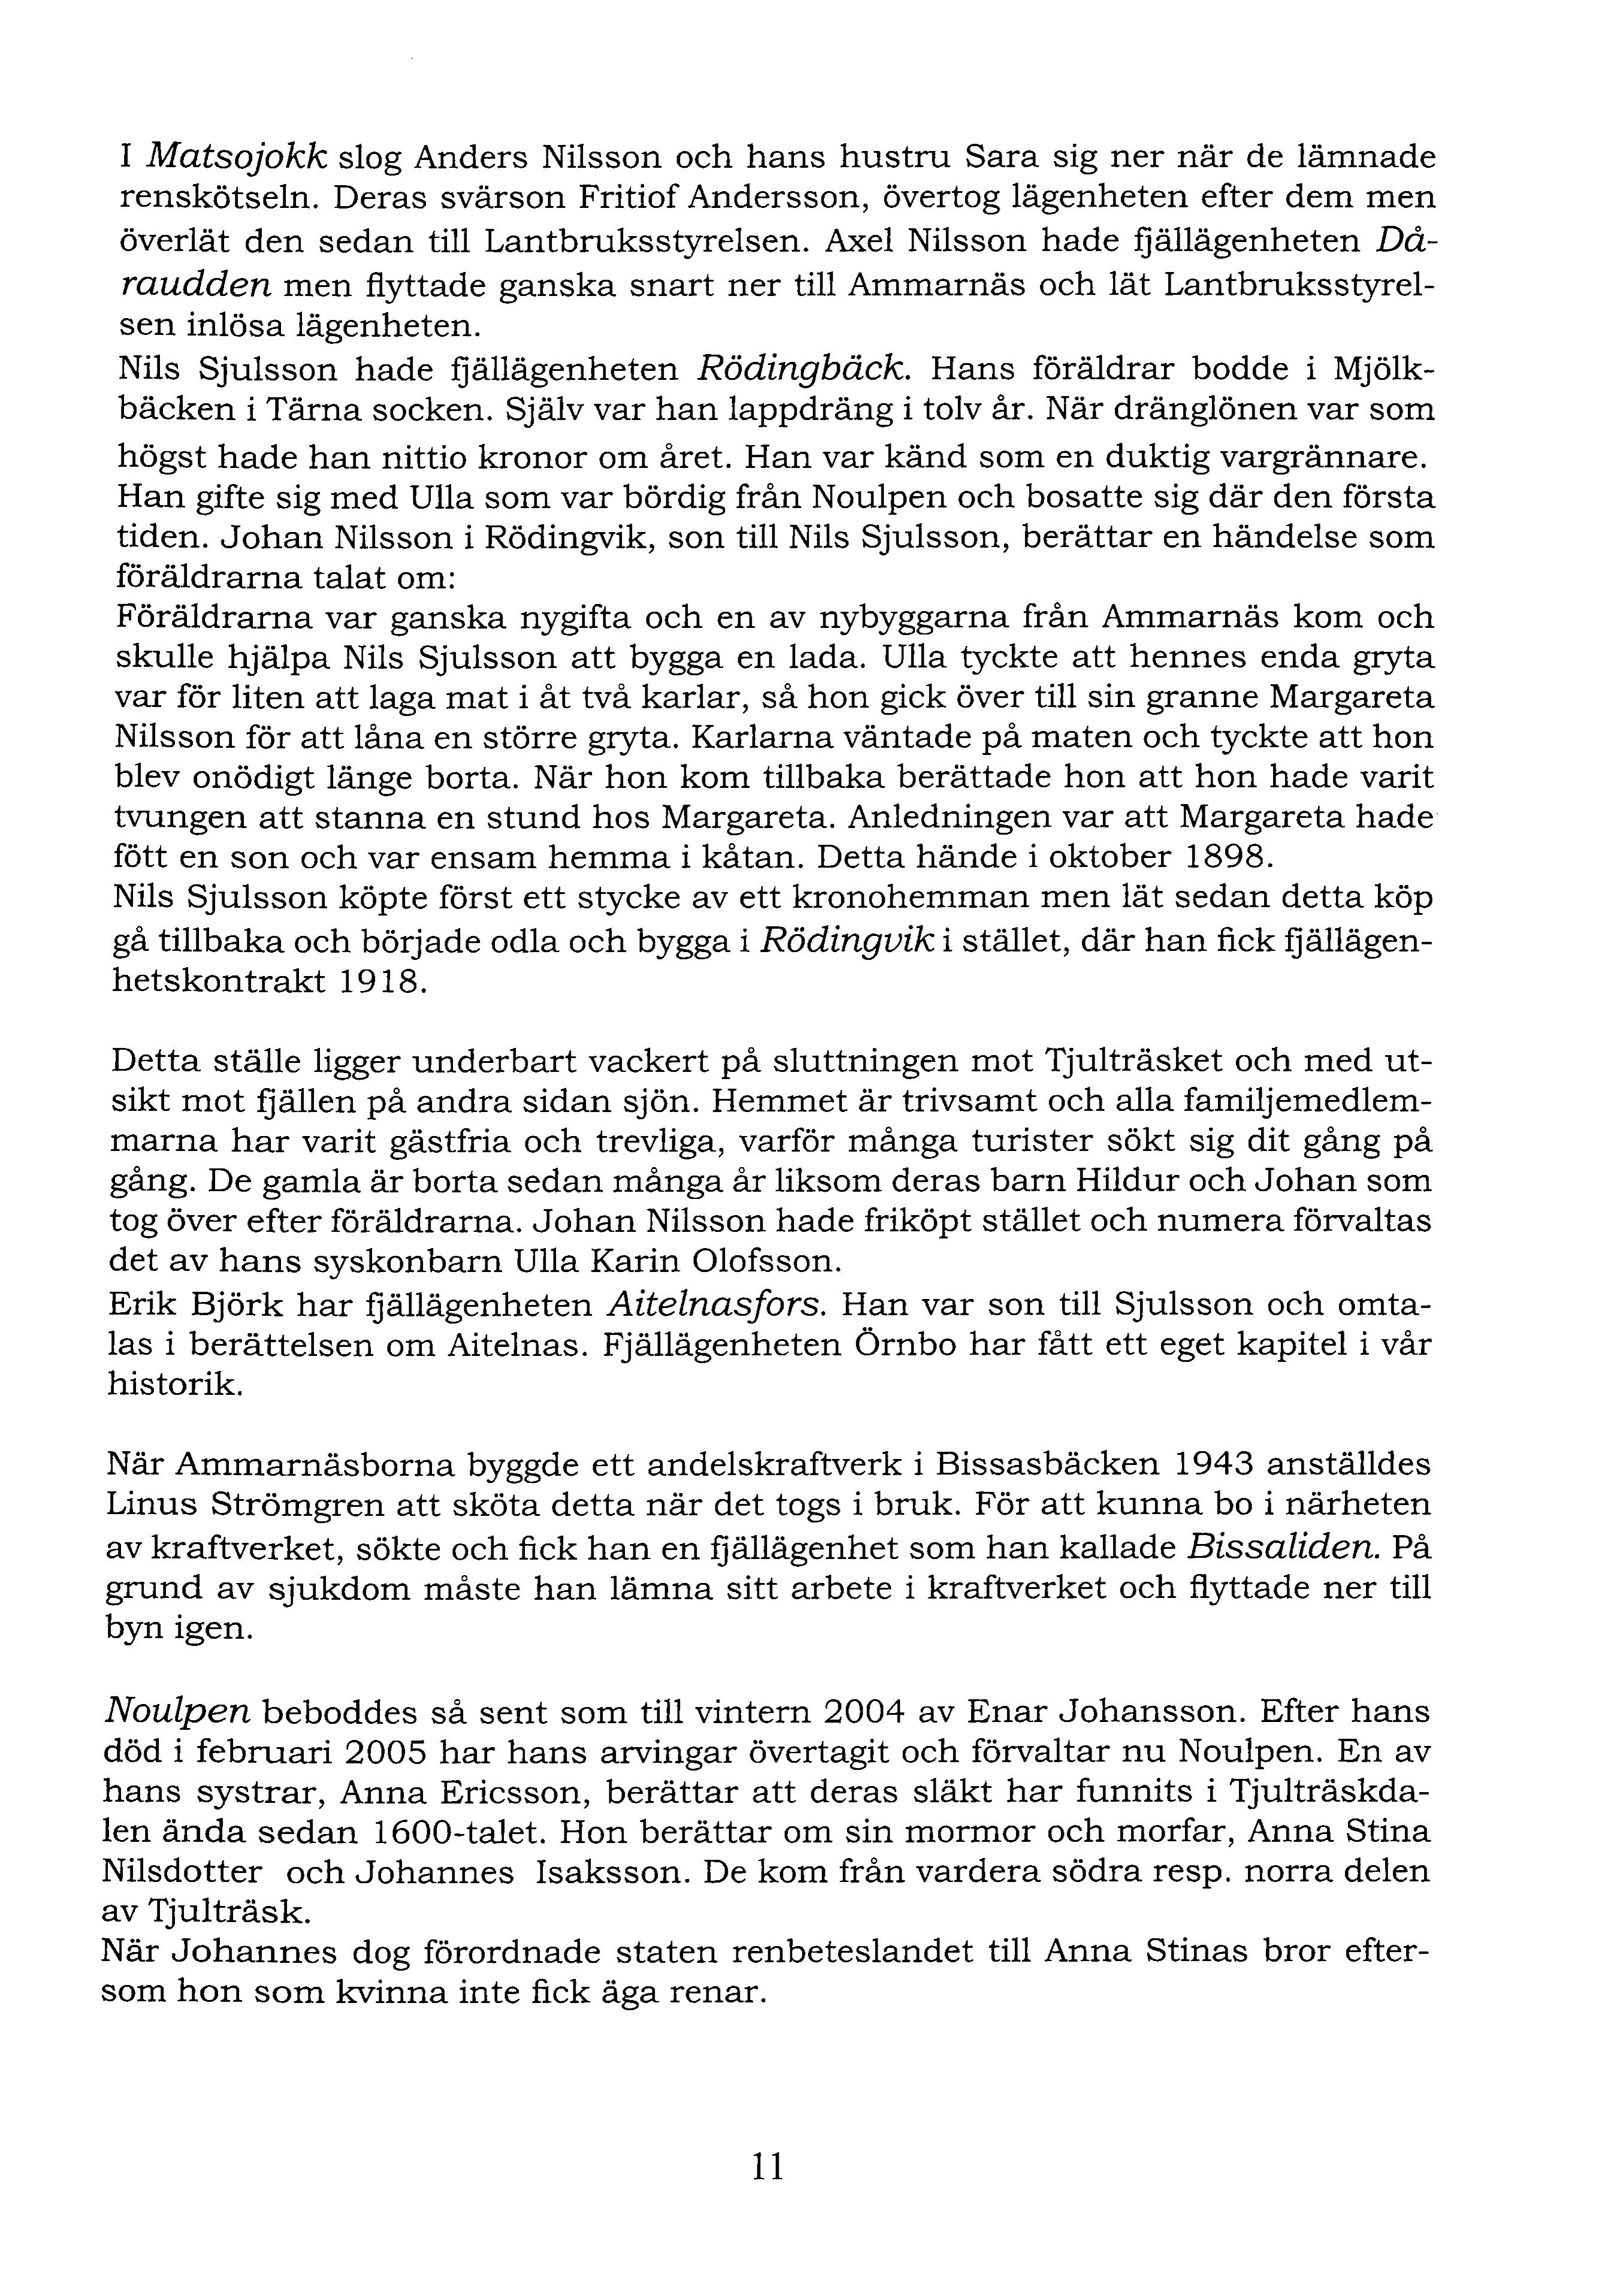 I Matsojokk slog Anders Nilsson och hans hustru Sara sig ner när de lämnade
renskötseln. Deras svärson Fritiof Andersson, övertog lägenheten efter dem men
överlät den sedan till Lantbruksstyrelsen. Axel Nilsson hade fjällägenheten Då-
raudden men flyttade ganska snart ner till Ammarnäs och lät Lantbruksstyrel-
sen inlösa lägenheten.
Nils Sjulsson hade fjällägenheten Rödingbäck. Hans föräldrar bodde i Mjölk-
bäcken i Tärna socken. Själv var han lappdräng i tolv år. När dränglönen var som
högst hade han nittio kronor om året. Han var känd som en duktig vargrännare.
Han gifte sig med Ulla som var bördig från Noulpen och bosatte sig där den första
tiden. Johan Nilsson i Rödingvik, son till Nils Sjulsson, berättar en händelse som
föräldrarna talat om:
Föräldrarna var ganska nygifta och en av nybyggarna från Ammarnäs kom och
skulle hjälpa Nils Sjulsson att bygga en lada. Ulla tyckte att hennes enda gryta
var för liten att laga mat i åt två karlar, så hon gick över till sin granne Margareta
Nilsson för att låna en större gryta. Karlarna väntade på maten och tyckte att hon
blev onödigt länge borta. När hon kom tillbaka berättade hon att hon hade varit
tvungen att stanna en stund hos Margareta. Anledningen var att Margareta hade
fött en son och var ensam hemma i kåtan. Detta hände i oktober 1898.
Nils Sjulsson köpte först ett stycke av ett kronohemman men lät sedan detta köp
gå tillbaka och började odla och bygga i Rödingvik i stället, där han fick fjällägen-
hetskontrakt 1918.
Detta ställe ligger underbart vackert på sluttningen mot Tjulträsket och med ut-
sikt mot fjällen på andra sidan sjön. Hemmet är trivsamt och alla familjemedlem-
marna har varit gästfria och trevliga, varför många turister sökt sig dit gång på
gång. De gamla är borta sedan många år liksom deras barn Hildur och Johan som
tog över efter föräldrarna. Johan Nilsson hade friköpt stället och numera förvaltas
det av hans syskonbarn Ulla Karin Olofsson.
Erik Björk har fjällägenheten Aitelnasfors. Han var son till Sjulsson och omta-
las i berättelsen om Aitelnas. Fjällägenheten Örnbo har fått ett eget kapitel i vår
historik.
När Ammarnäsborna byggde ett andelskraftverk i Bissasbäcken 1943 anställdes
Linus Strömgren att sköta detta när det togs i bruk. För att kunna bo i närheten
av kraftverket, sökte och fick han en fjällägenhet som han kallade Bissaliden. På
grund av sjukdom måste han lämna sitt arbete i kraftverket och flyttade ner till
byn igen.
Noulpen beboddes så sent som till vintern 2004 av Enar Johansson. Efter hans
död i februari 2005 har hans arvingar övertagit och förvaltar nu Noulpen. En av
hans systrar, Anna Ericsson, berättar att deras släkt har funnits i Tjulträskda-
len ända sedan 1600-talet. Hon berättar om sin mormor och morfar, Anna Stina
Nilsdotter och Johannes Isaksson. De kom från vardera södra resp. norra delen
av Tjulträsk.
När Johannes dog förordnade staten renbeteslandet till Anna Stinas bror efter-
som hon som kvinna inte fick äga renar.
11